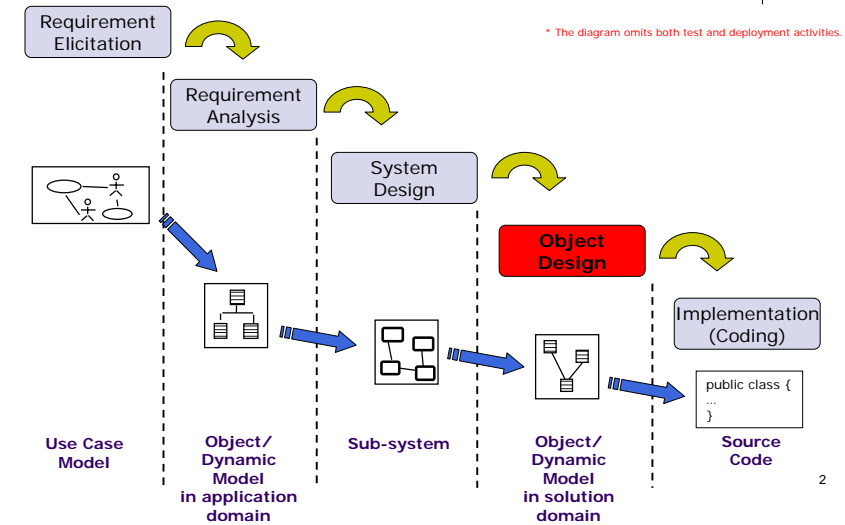 Requirement
Elicitation
* The diagram omits both test and deployment activities.
Requirement
Analysis
System
Design
Object
Design
Implementation
(Coding)
public class {
...
}
Use Case
Model
Object/
Dynamic
Model
in application
domain
Sub-system
Object/
Dynamic
Model
in solution
domain
Source
Code
2